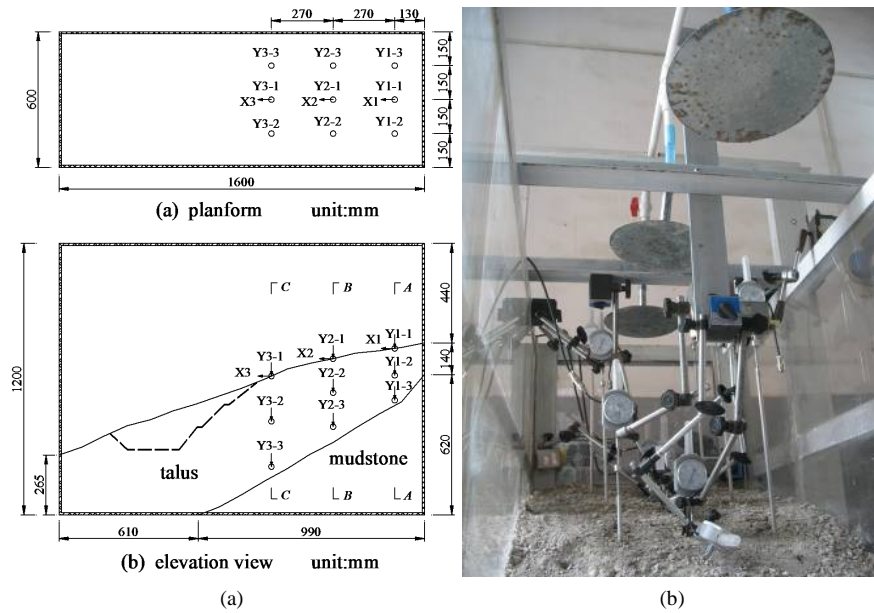 270 270 130
Y3-3 Y2-3 Y1-3
150
Y3-1 Y2-1 Y1-1
150
X3 X2 X1
600
Y3-2 Y2-2 Y1-2
150
150
1600
(a) planform unit:mm
C B A
440
X1 Y1-1
X2 Y2-1
Y3-1
X3
140
Y1-2
Y2-2
Y1-3
1200
Y3-2
Y2-3
620
Y3-3
mudstone
talus
265
C B A
610 990
(b) elevation view unit:mm
(a) (b)